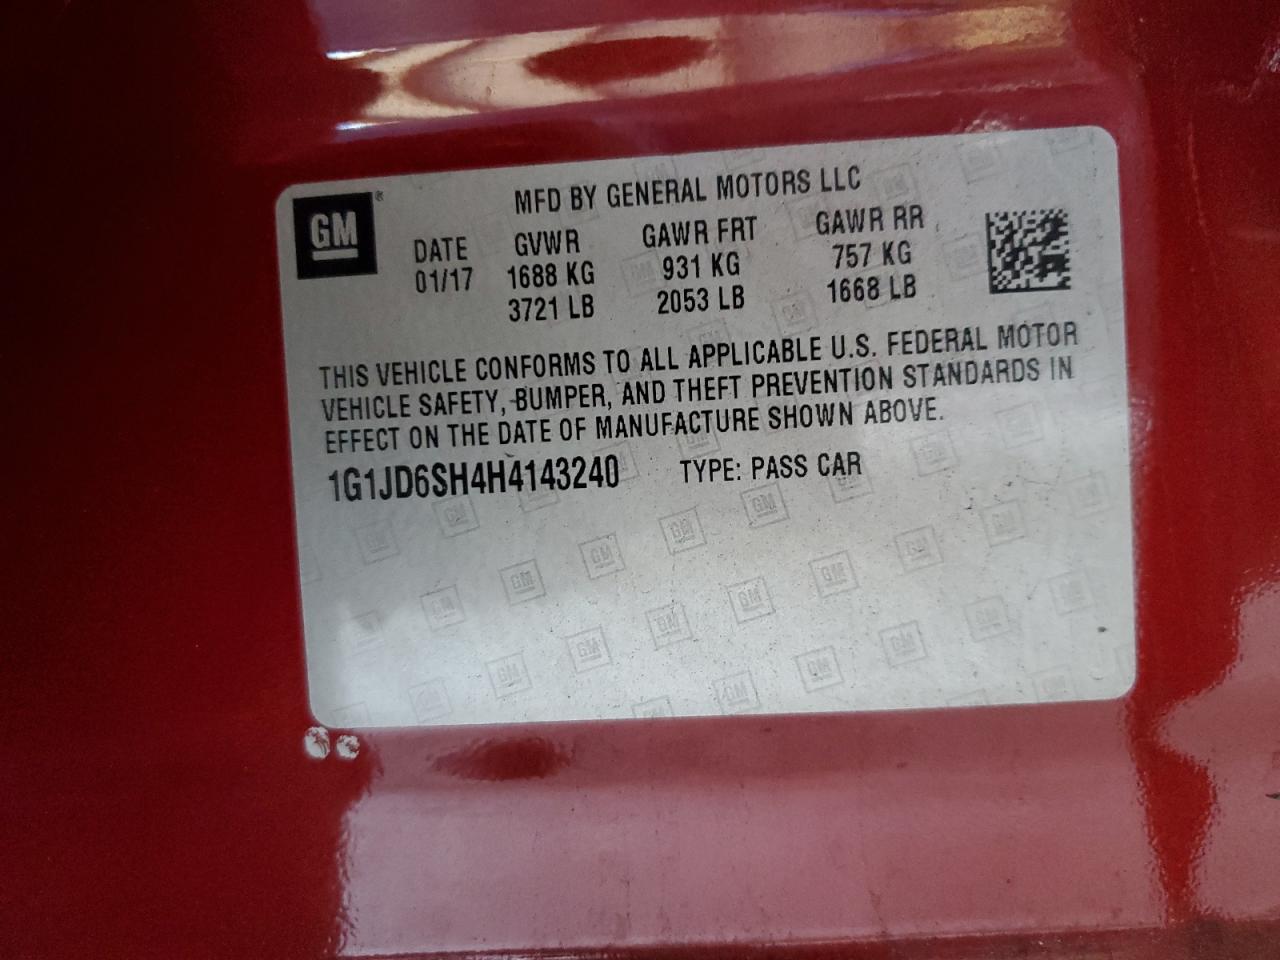 GM ®
MFD BY GENERAL MOTORS LLC
DATE GVWR GAWR FRT GAWR RR
01/17 1688 KG 931 KG 757 KG
3721 LB 2053 LB 1668 LB
THIS VEHICLE CONFORMS TO ALL APPLICABLE U.S. FEDERAL MOTOR
VEHICLE SAFETY, BUMPER, AND THEFT PREVENTION STANDARDS IN
EFFECT ON THE DATE OF MANUFACTURE SHOWN ABOVE.
1G1JD6SH4H4143240 TYPE: PASS CAR